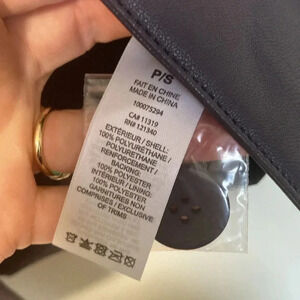 P/S
FAIT EN CHINE
MADE IN CHINA
100075294
CA# 11319
RN# 121340
EXTÉRIEUR / SHELL:
100% POLYURÉTHANE /
POLYURETHANE
RENFORCEMENT /
BACKING
100% POLYESTER
INTÉRIEUR / LINING
100% POLYESTER
GARNITURES NON
COMPRISES / EXCLUSIVE
OF TRIMS